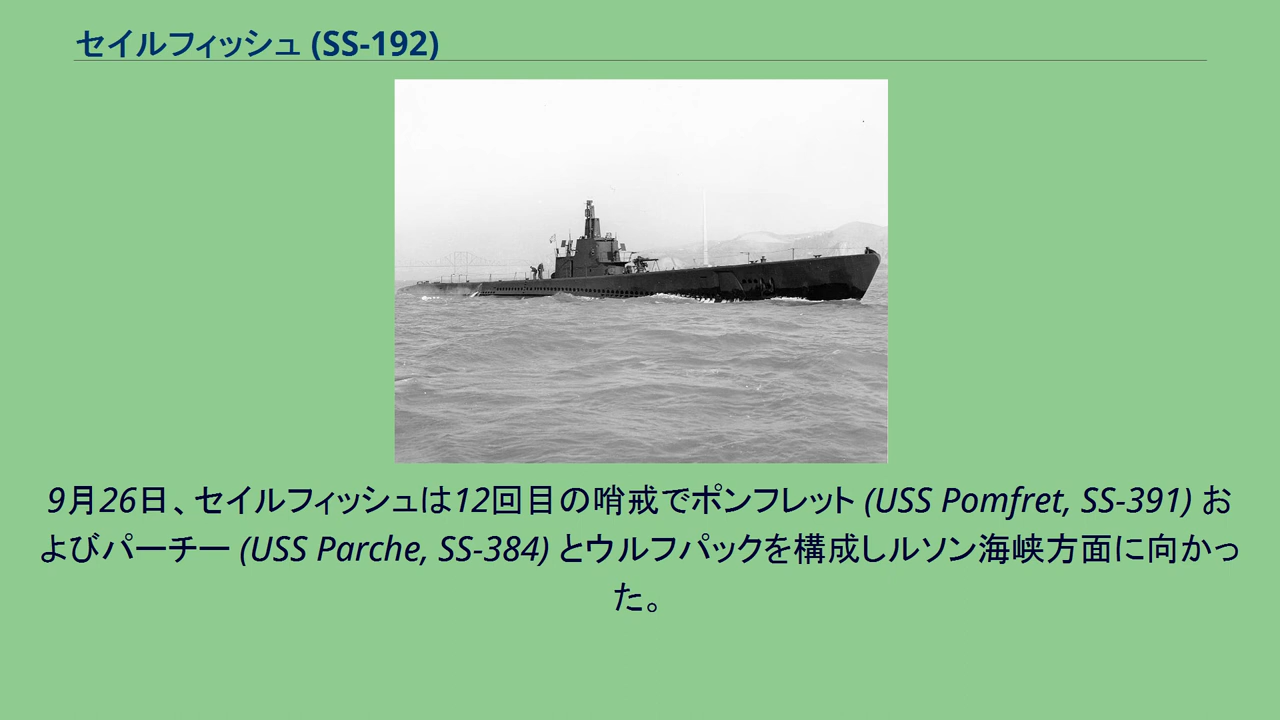 セイルフィッシュ (SS-192)
9月26日、セイルフィッシュは12回目の哨戒でポンフレット (USS Pomfret, SS-391) お
よびパーチー (USS Parche, SS-384) とウルフパックを構成しルソン海峡方面に向かっ
た。